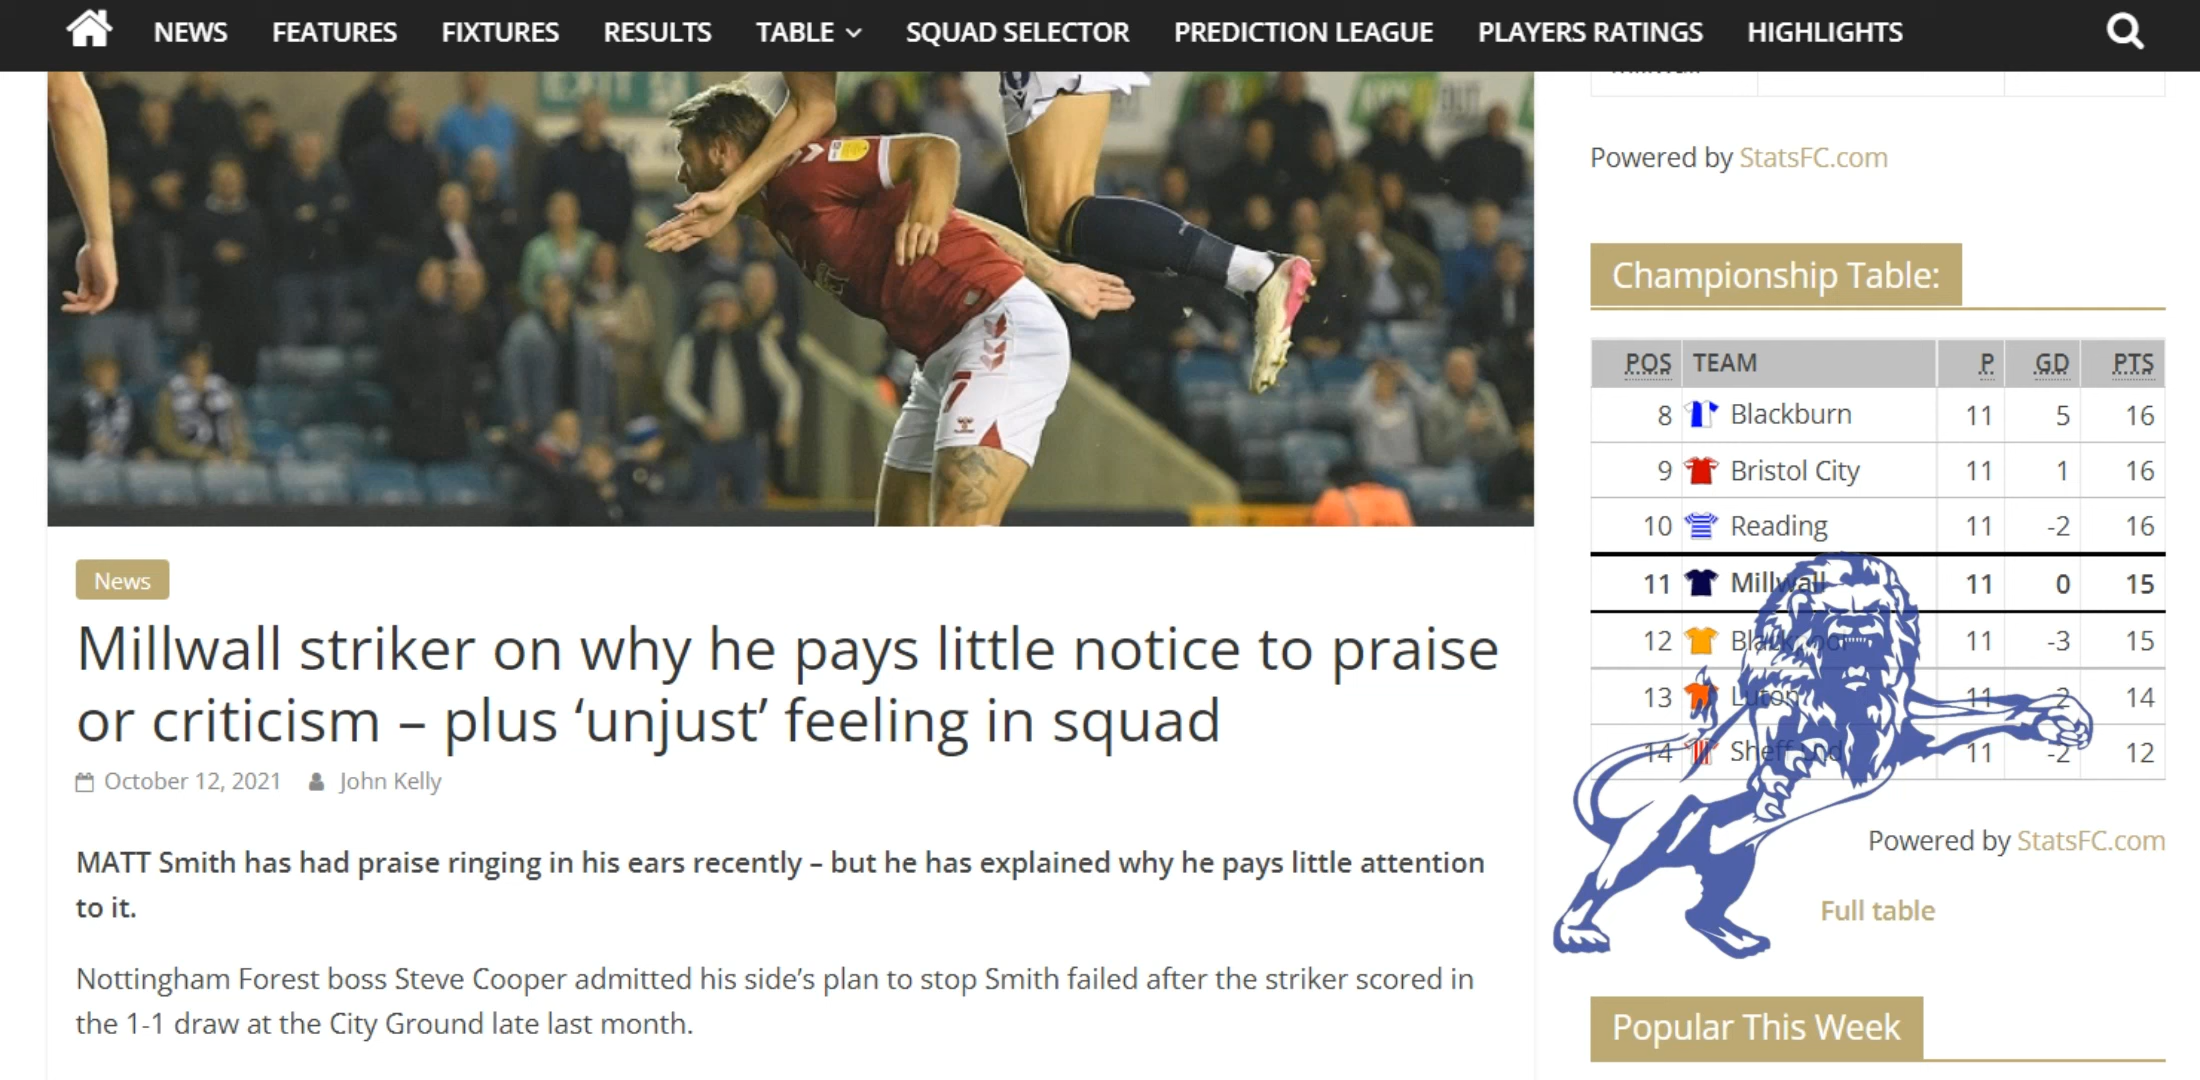 NEWS FEATURES FIXTURES RESULTS TABLE SQUAD SELECTOR PREDICTION LEAGUE PLAYERS RATINGS HIGHLIGHTS
7
News
Millwall striker on why he pays little notice to praise
or criticism – plus ‘unjust’ feeling in squad
October 12, 2021 John Kelly
MATT Smith has had praise ringing in his ears recently – but he has explained why he pays little attention
to it.
Nottingham Forest boss Steve Cooper admitted his side’s plan to stop Smith failed after the striker scored in
the 1-1 draw at the City Ground late last month.
Powered by StatsFC.com
Championship Table:
POS TEAM P GD PTS
8 Blackburn 11 5 16
9 Bristol City 11 1 16
10 Reading 11 -2 16
11 Millwall 11 0 15
12 Blackpool 11 -3 15
13 Luton 11 2 14
14 11 -2 12
Powered by StatsFC.com
Full table
Popular This Week